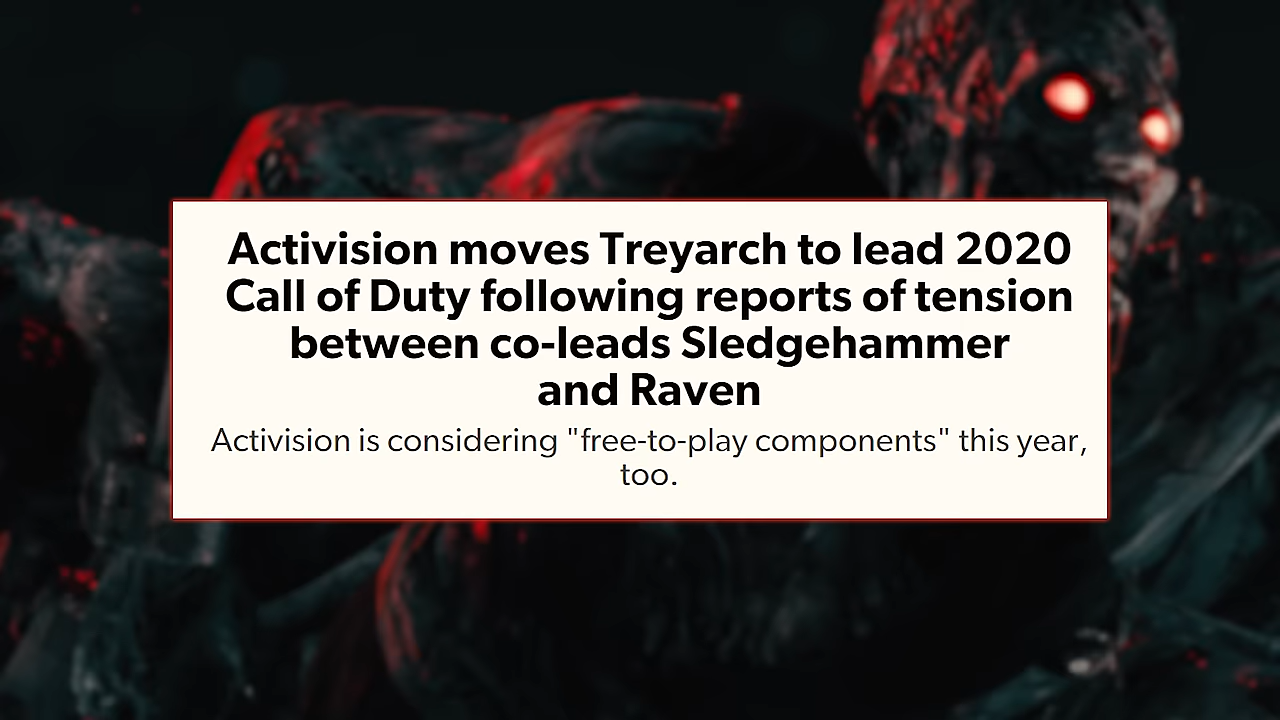 Activision moves Treyarch to lead 2020
Call of Duty following reports of tension
between co-leads Sledgehammer
and Raven
Activision is considering "free-to-play components" this year,
too.